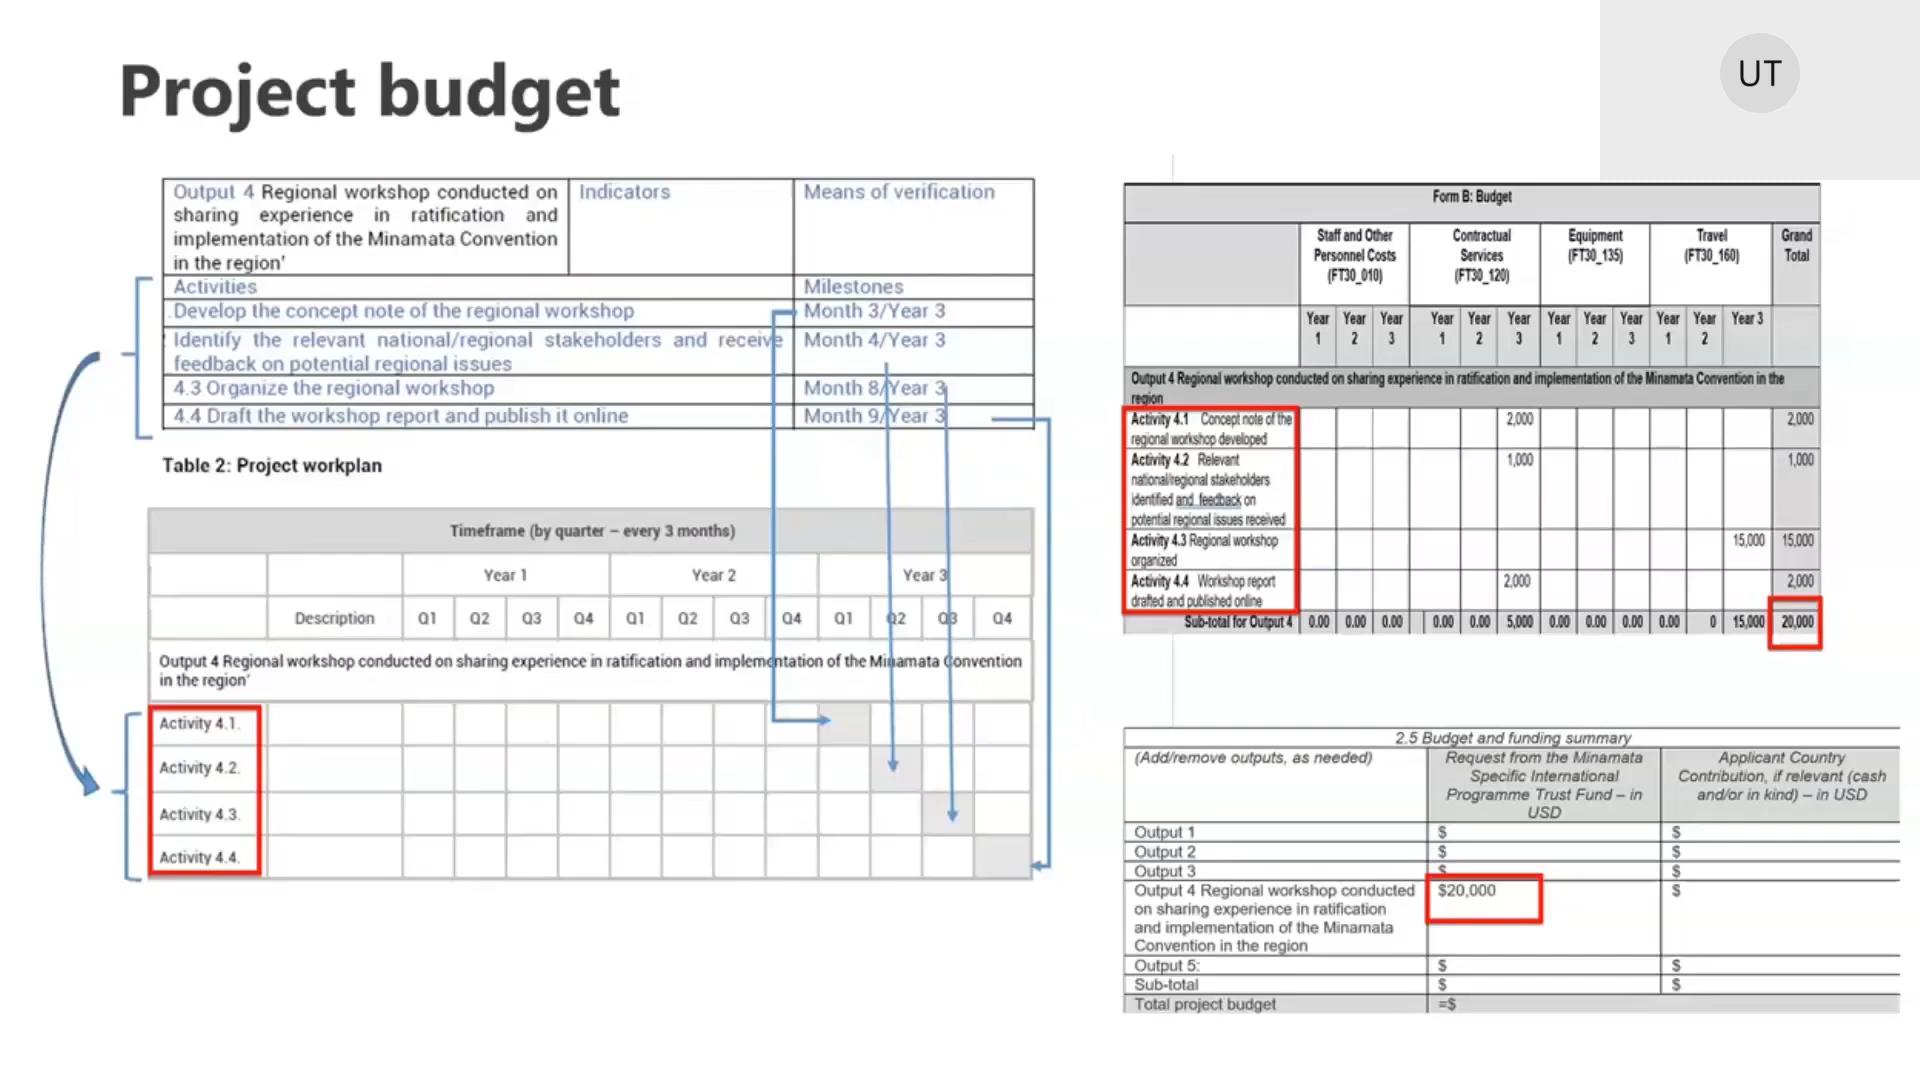 UT
Project budget
Output 4 Regional workshop conducted on
sharing experience in ratification and
implementation of the Minamata Convention
in the region'
Indicators
Means of verification
Activities
Milestones
Develop the concept note of the regional workshop
Month 3/Year 3
Identify the relevant national/regional stakeholders and receive
feedback on potential regional issues
Month 4/Year 3
4.3 Organize the regional workshop
Month 8/Year 3
4.4 Draft the workshop report and publish it online
Month 9/Year 3
Table 2: Project workplan
Timeframe (by quarter – every 3 months)
Year 1 Year 2 Year 3
Description Q1 Q2 Q3 Q4 Q1 Q2 Q3 Q4 Q1 Q2 Q3 Q4
Output 4 Regional workshop conducted on sharing experience in ratification and implementation of the Minamata Convention
in the region'
Activity 4.1.
Activity 4.2.
Activity 4.3.
Activity 4.4.
Form B: Budget
Staff and Other
Personnel Costs
(FT30_010)
Contractual
Services
(FT30_120)
Equipment
(FT30_135)
Travel
(FT30_160)
Grand
Total
Year 1 Year 2 Year 3 Year 1 Year 2 Year 3 Year 1 Year 2 Year 3 Year 1 Year 2 Year 3
Output 4 Regional workshop conducted on sharing experience in ratification and implementation of the Minamata Convention in the
region
Activity 4.1 Concept note of the
regional workshop developed
2,000 2,000
Activity 4.2 Relevant
national/regional stakeholders
identified and feedback on
potential regional issues received
1,000 1,000
Activity 4.3 Regional workshop
organized
15,000 15,000
Activity 4.4 Workshop report
drafted and published online
2,000 2,000
Sub-total for Output 4 0.00 0.00 0.00 0.00 0.00 5,000 0.00 0.00 0.00 0.00 0 15,000 20,000
2.5 Budget and funding summary
(Add/remove outputs, as needed)
Request from the Minamata
Specific International
Programme Trust Fund – in
USD
Applicant Country
Contribution, if relevant (cash
and/or in kind) – in USD
Output 1 $ $
Output 2 $ $
Output 3 $ $
Output 4 Regional workshop conducted
on sharing experience in ratification
and implementation of the Minamata
Convention in the region
$20,000 $
Output 5: $ $
Sub-total $ $
Total project budget =$